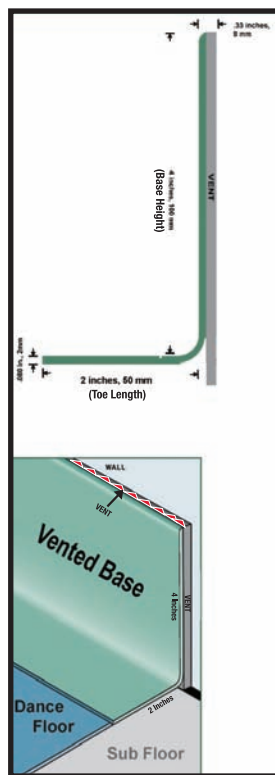 .33 inches,
8 mm
VENT
4 inches, 100 mm
(Base Height)
.080 in., 2mm
2 inches, 50 mm
(Toe Length)
WALL
VENT
Vented Base
4 Inches
VENT
2 Inches
Dance
Floor
Sub Floor